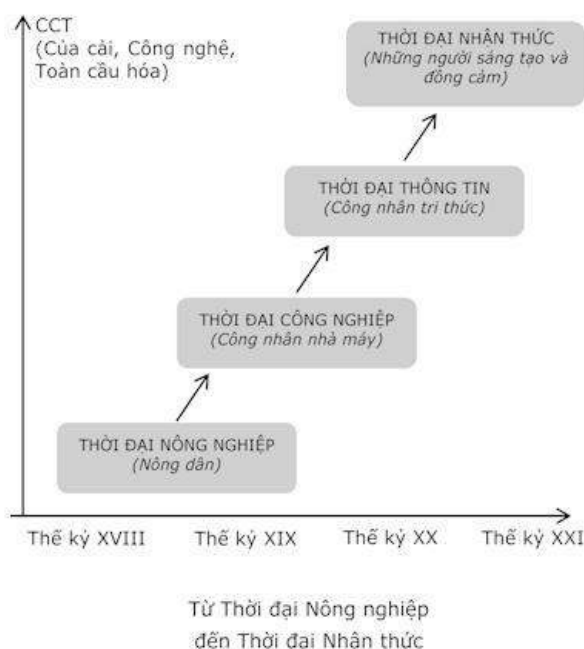 CCT
(Của cải, Công nghệ,
Toàn cầu hóa)
THỜI ĐẠI NHẬN THỨC
(Những người sáng tạo và
đồng cảm)
THỜI ĐẠI THÔNG TIN
(Công nhân tri thức)
THỜI ĐẠI CÔNG NGHIỆP
(Công nhân nhà máy)
THỜI ĐẠI NÔNG NGHIỆP
(Nông dân)
Thế kỷ XVIII Thế kỷ XIX Thế kỷ XX Thế kỷ XXI
Từ Thời đại Nông nghiệp
đến Thời đại Nhận thức